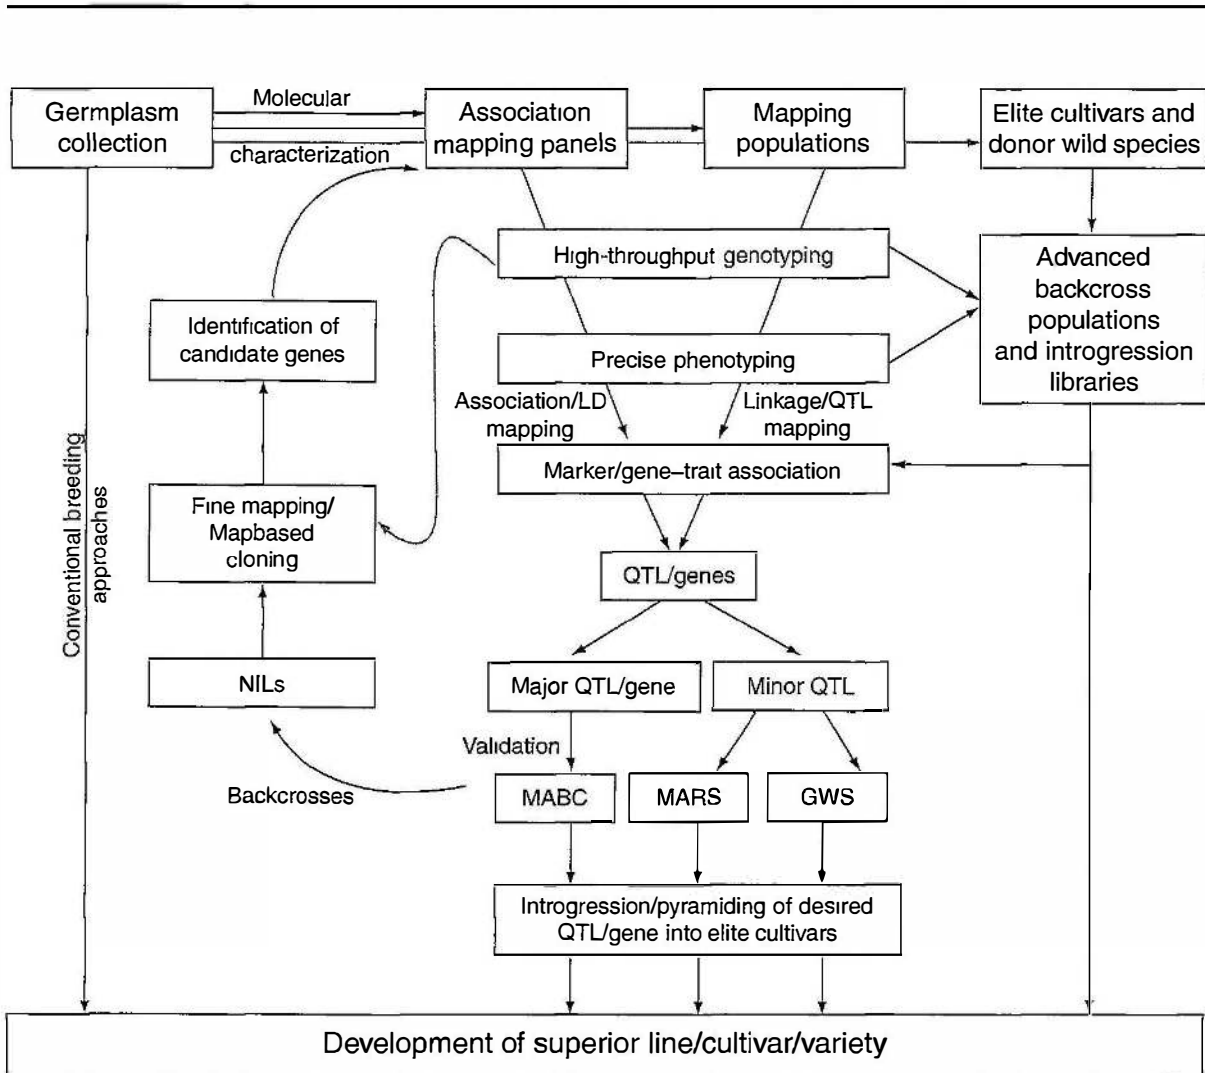 Germplasm
collection
Molecular
characterization
Association
mapping panels
Mapping
populations
Elite cultivars and
donor wild species
High-throughput genotyping
Advanced
backcross
populations
and introgression
libraries
Identification of
candidate genes
Precise phenotyping
Association/LD
mapping
Linkage/QTL
mapping
Marker/gene–trait association
Conventional breeding
approaches
Fine mapping/
Mapbased
cloning
QTL/genes
NILs
Major QTL/gene
Minor QTL
Validation
Backcrosses
MABC
MARS
GWS
Introgression/pyramiding of desired
QTL/gene into elite cultivars
Development of superior line/cultivar/variety